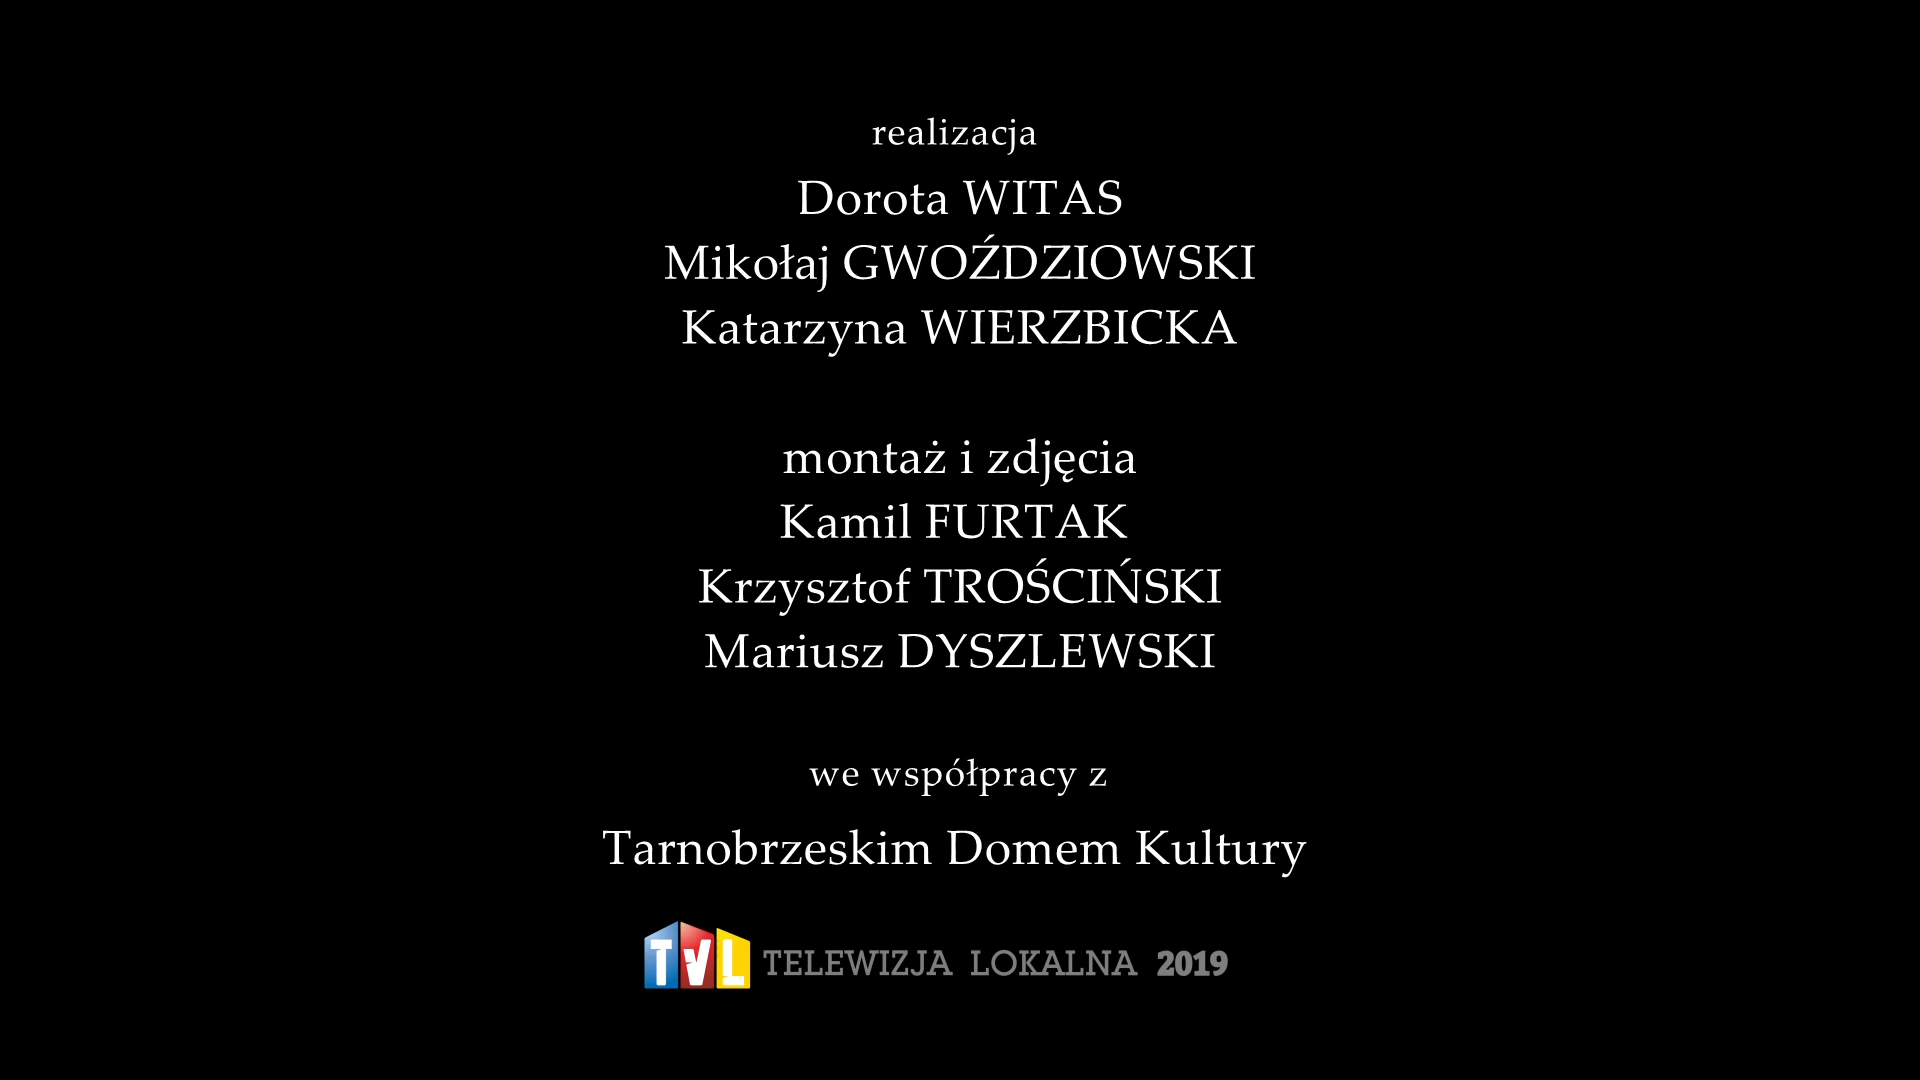 realizacja
Dorota WITAS
Mikołaj GWOŹDZIOWSKI
Katarzyna WIERZBICKA
montaż i zdjęcia
Kamil FURTAK
Krzysztof TROŚCIŃSKI
Mariusz DYSZLEWSKI
we współpracy z
Tarnobrzeskim Domem Kultury
TVL TELEWIZJA LOKALNA 2019